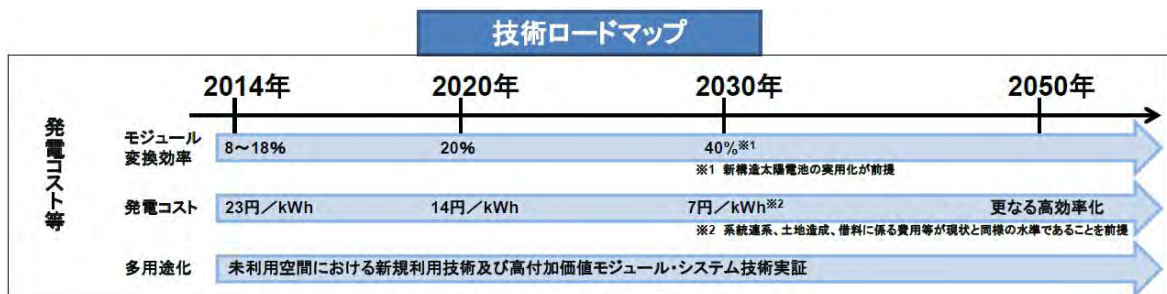 技術ロードマップ
2014年 2020年 2030年 2050年
発電コスト等
モジュール
変換効率
8~18% 20% 40%※1
※1 新構造太陽電池の実用化が前提
発電コスト 23円/kWh 14円/kWh 7円/kWh※2 更なる高効率化
※2 系統連系、土地造成、借料に係る費用等が現状と同様の水準であることを前提
多用途化 未利用空間における新規利用技術及び高付加価値モジュール・システム技術実証